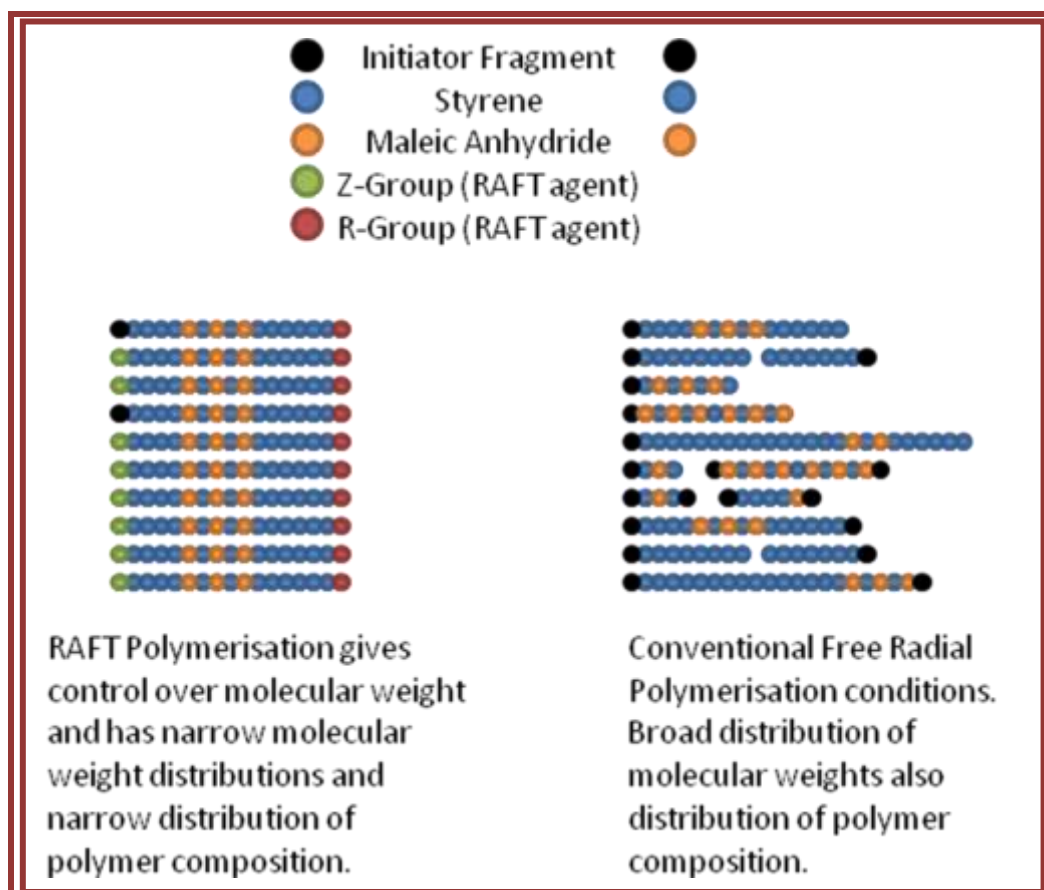 Initiator Fragment
Styrene
Maleic Anhydride
Z-Group (RAFT agent)
R-Group (RAFT agent)
RAFT Polymerisation gives
control over molecular weight
and has narrow molecular
weight distributions and
narrow distribution of
polymer composition.
Conventional Free Radial
Polymerisation conditions.
Broad distribution of
molecular weights also
distribution of polymer
composition.